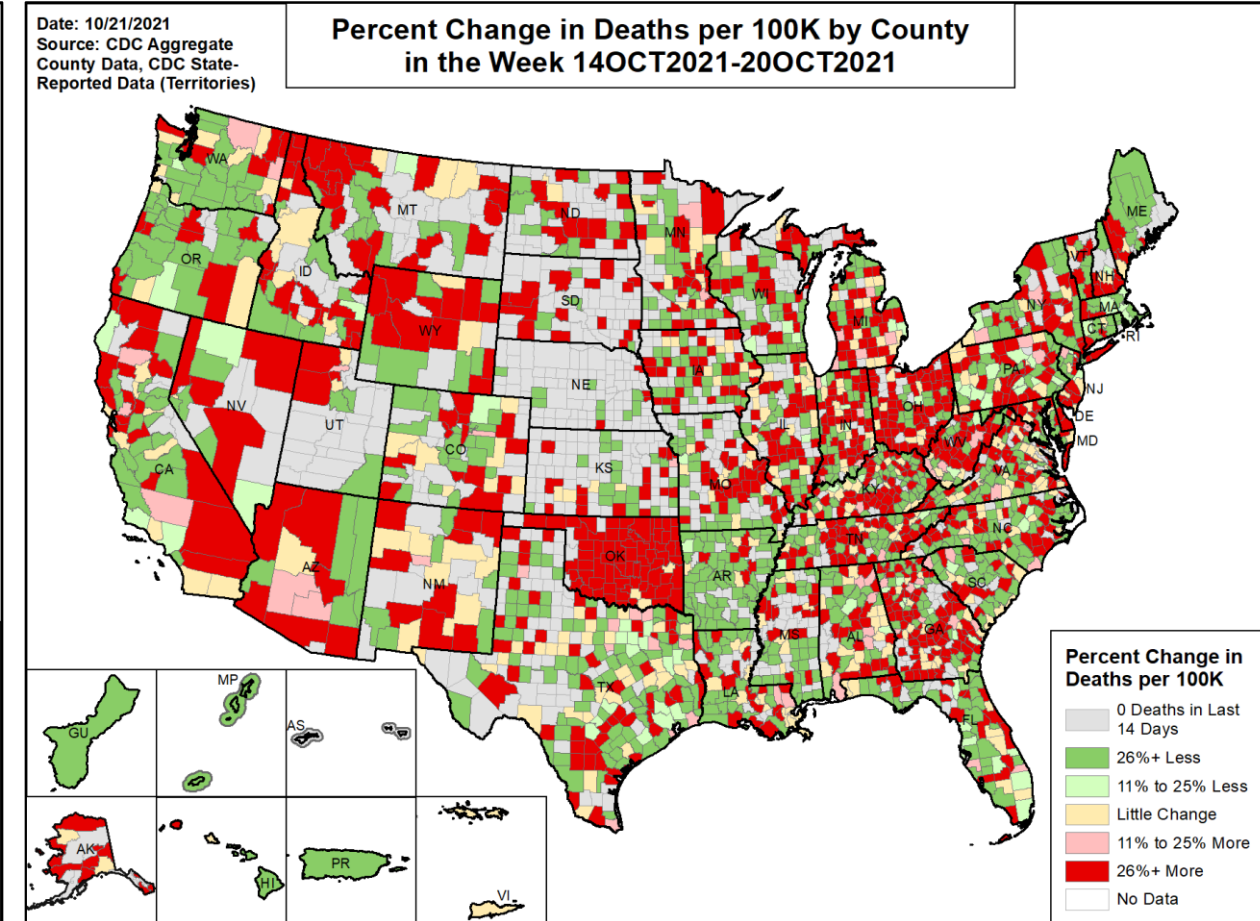 Date: 10/21/2021
Source: CDC Aggregate
County Data, CDC State-
Reported Data (Territories)
Percent Change in Deaths per 100K by County
in the Week 14OCT2021-20OCT2021
WA
MT
ND
MN
ME
OR
ID
SD
WI
VT
NH
WY
MI
NY
MA
CT
RI
NE
IA
PA
NJ
NV
UT
CO
IL
IN
OH
DE
MD
WV
CA
KS
MO
KY
VA
AZ
NM
OK
AR
TN
NC
SC
MS
AL
GA
TX
LA
FL
GU
MP
AS
AK
HI
PR
VI
Percent Change in
Deaths per 100K
0 Deaths in Last
14 Days
26%+ Less
11% to 25% Less
Little Change
11% to 25% More
26%+ More
No Data